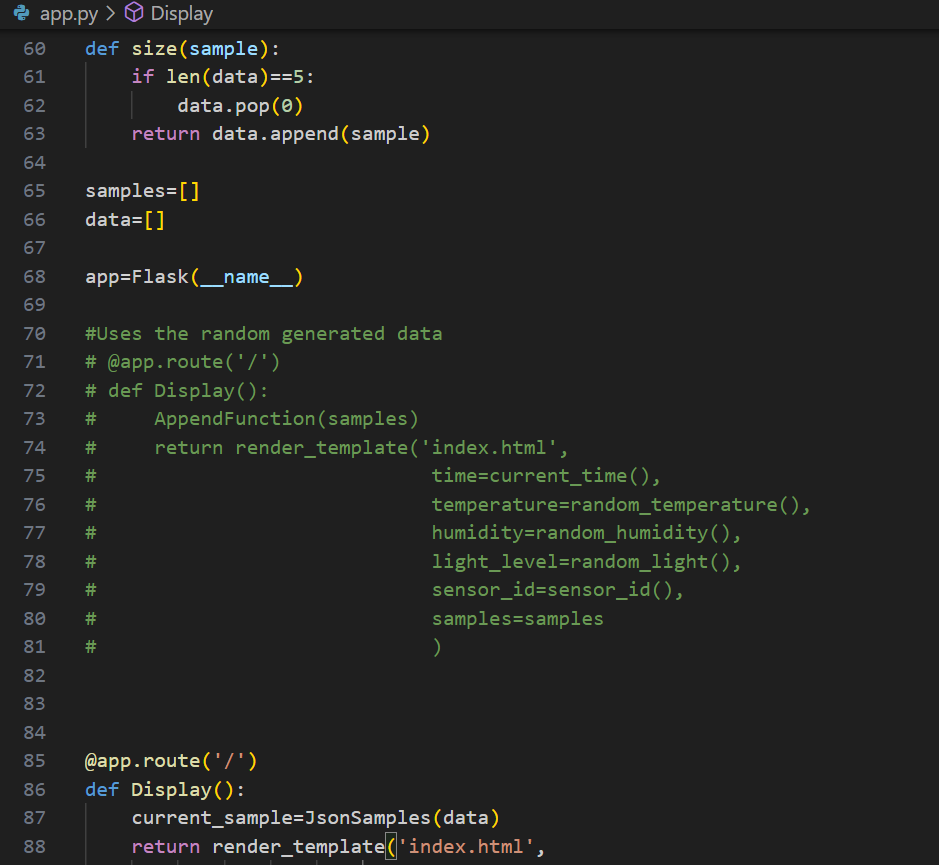 app.py > Display
60 def size(sample):
61     if len(data)==5:
62         data.pop(0)
63     return data.append(sample)
64
65 samples=[]
66 data=[]
67
68 app=Flask(__name__)
69
70 #Uses the random generated data
71 # @app.route('/')
72 # def Display():
73 #     AppendFunction(samples)
74 #     return render_template('index.html',
75 #                             time=current_time(),
76 #                             temperature=random_temperature(),
77 #                             humidity=random_humidity(),
78 #                             light_level=random_light(),
79 #                             sensor_id=sensor_id(),
80 #                             samples=samples
81 #                             )
82
83
84
85 @app.route('/')
86 def Display():
87     current_sample=JsonSamples(data)
88     return render_template('index.html',